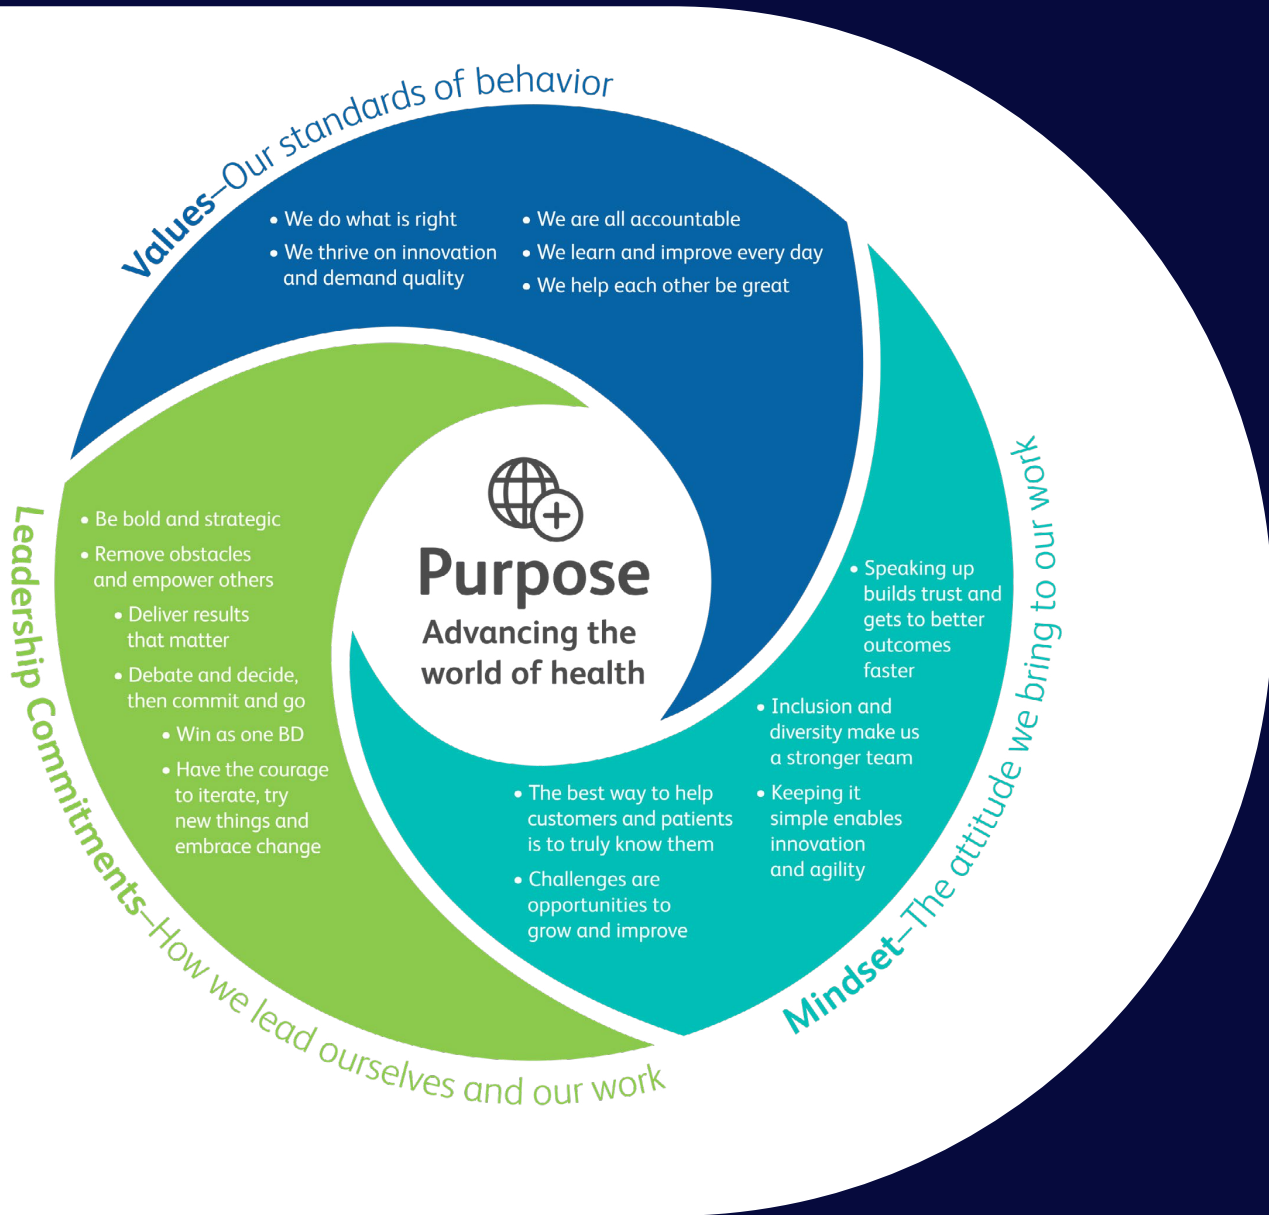 Values–Our standards of behavior
• We do what is right
• We thrive on innovation
and demand quality
• We are all accountable
• We learn and improve every day
• We help each other be great
Leadership Commitments–How we lead ourselves and our work
• Be bold and strategic
• Remove obstacles
and empower others
• Deliver results
that matter
• Debate and decide,
then commit and go
• Win as one BD
• Have the courage
to iterate, try
new things and
embrace change
Purpose
Advancing the
world of health
Mindset–The attitude we bring to our work
• Speaking up
builds trust and
gets to better
outcomes
faster
• Inclusion and
diversity make us
a stronger team
• Keeping it
simple enables
innovation
and agility
• The best way to help
customers and patients
is to truly know them
• Challenges are
opportunities to
grow and improve